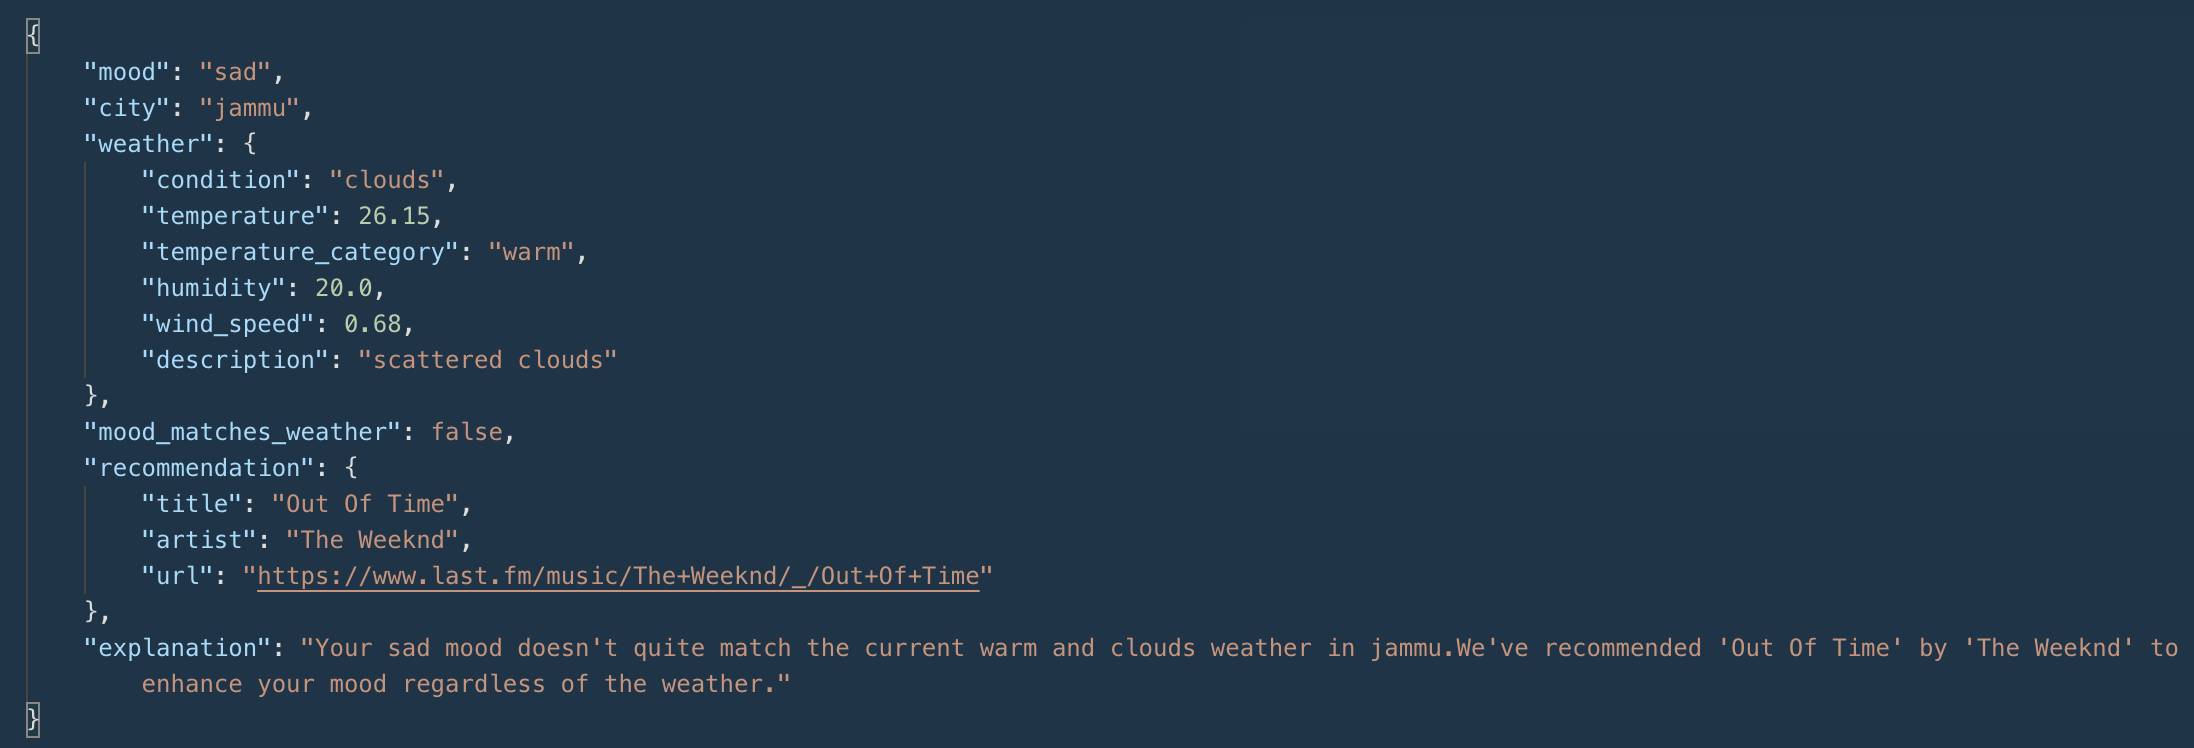 {
    "mood": "sad",
    "city": "jammu",
    "weather": {
        "condition": "clouds",
        "temperature": 26.15,
        "temperature_category": "warm",
        "humidity": 20.0,
        "wind_speed": 0.68,
        "description": "scattered clouds"
    },
    "mood_matches_weather": false,
    "recommendation": {
        "title": "Out Of Time",
        "artist": "The Weeknd",
        "url": "https://www.last.fm/music/The+Weeknd/_/Out+Of+Time"
    },
    "explanation": "Your sad mood doesn't quite match the current warm and clouds weather in jammu.We've recommended 'Out Of Time' by 'The Weeknd' to
        enhance your mood regardless of the weather."
}